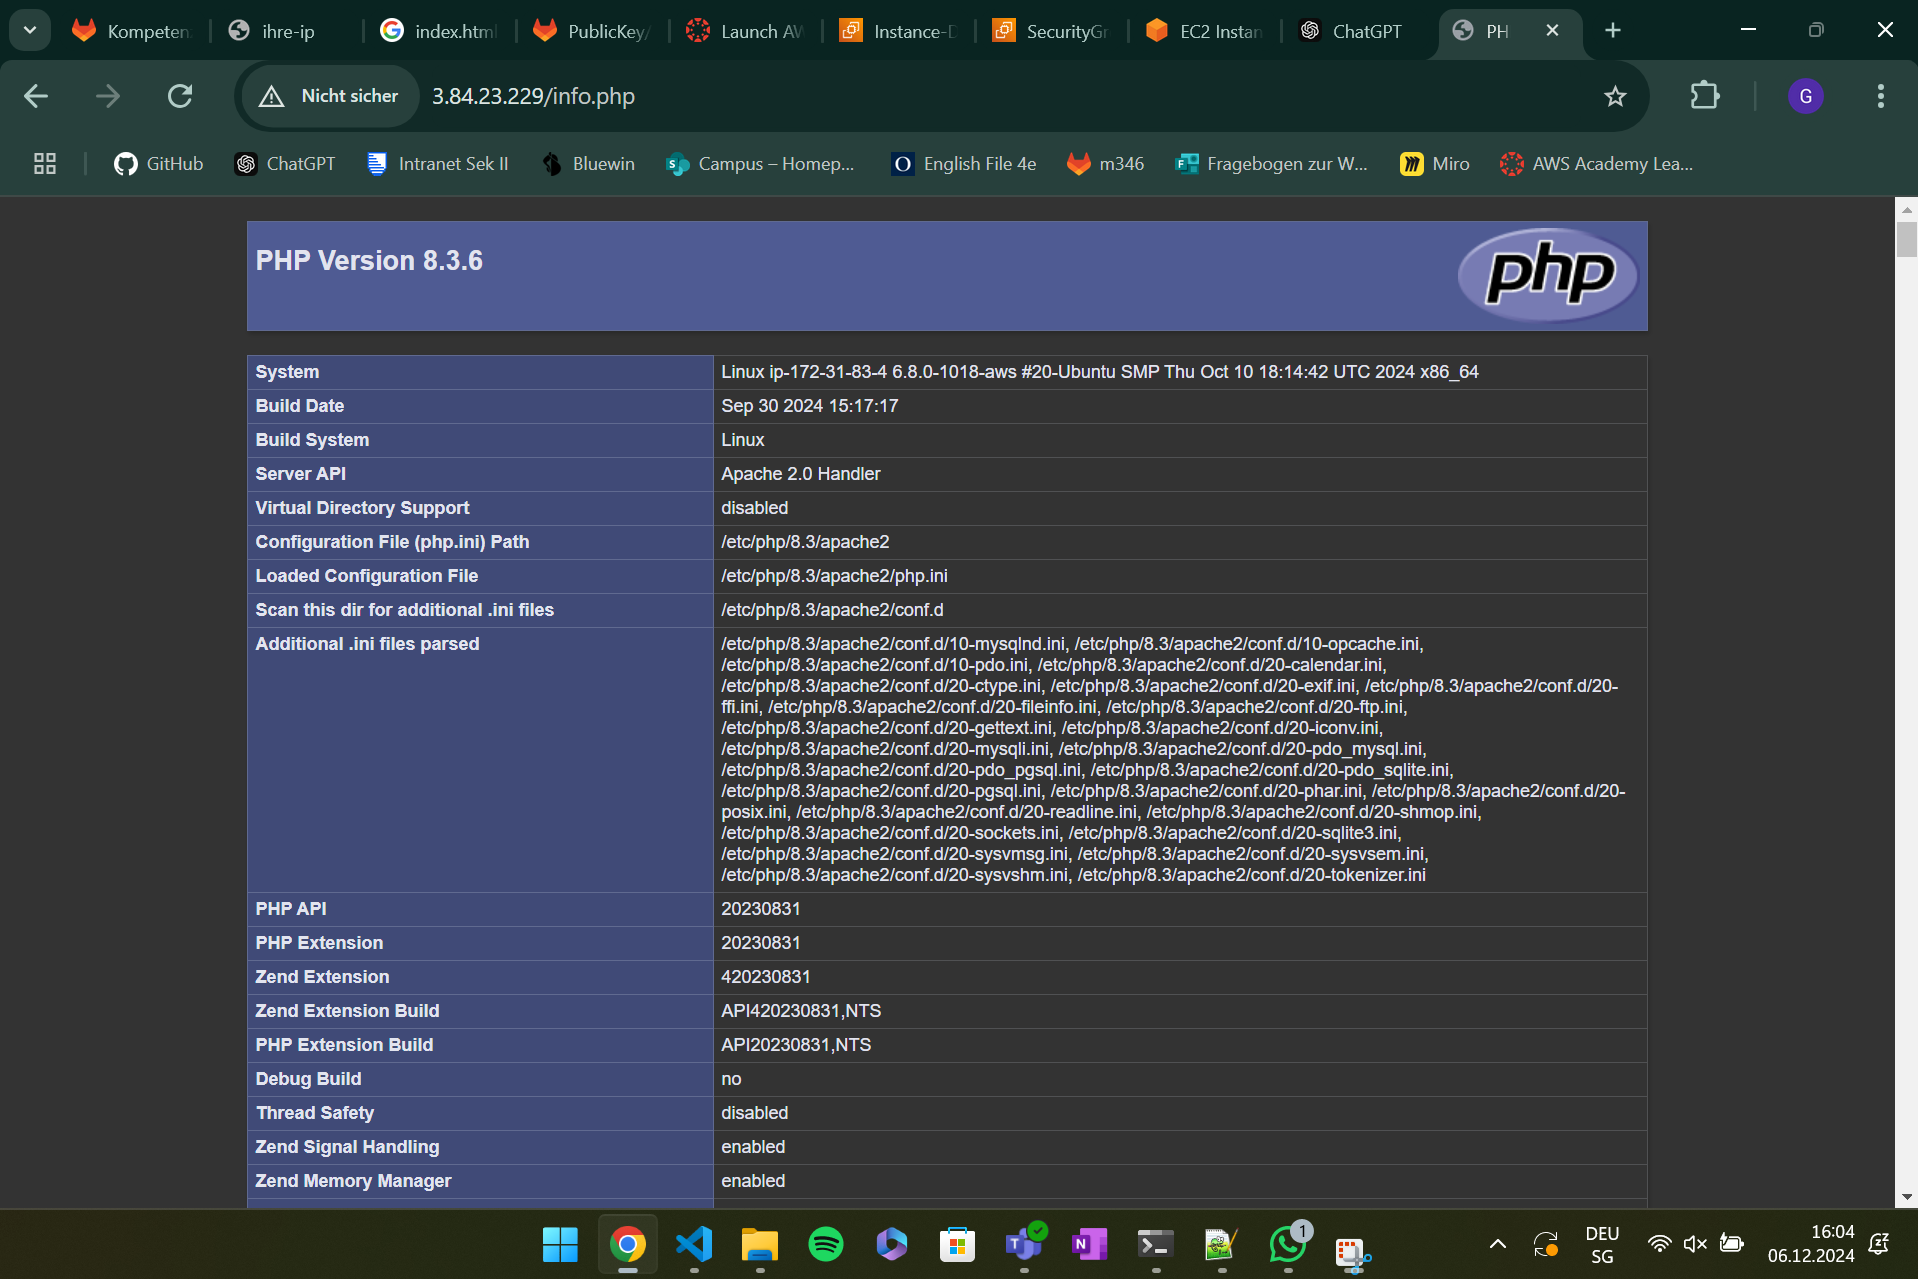 Kompeten
ihre-ip
index.html
PublicKey/
Launch AW
Instance-D
SecurityGr
EC2 Instan
ChatGPT
PH
Nicht sicher
3.84.23.229/info.php
G
GitHub
ChatGPT
Intranet Sek II
Bluewin
Campus – Homep...
English File 4e
m346
Fragebogen zur W...
Miro
AWS Academy Lea...
PHP Version 8.3.6
php
System Linux ip-172-31-83-4 6.8.0-1018-aws #20-Ubuntu SMP Thu Oct 10 18:14:42 UTC 2024 x86_64
Build Date Sep 30 2024 15:17:17
Build System Linux
Server API Apache 2.0 Handler
Virtual Directory Support disabled
Configuration File (php.ini) Path /etc/php/8.3/apache2
Loaded Configuration File /etc/php/8.3/apache2/php.ini
Scan this dir for additional .ini files /etc/php/8.3/apache2/conf.d
Additional .ini files parsed /etc/php/8.3/apache2/conf.d/10-mysqlnd.ini, /etc/php/8.3/apache2/conf.d/10-opcache.ini,
/etc/php/8.3/apache2/conf.d/10-pdo.ini, /etc/php/8.3/apache2/conf.d/20-calendar.ini,
/etc/php/8.3/apache2/conf.d/20-ctype.ini, /etc/php/8.3/apache2/conf.d/20-exif.ini, /etc/php/8.3/apache2/conf.d/20-
ffi.ini, /etc/php/8.3/apache2/conf.d/20-fileinfo.ini, /etc/php/8.3/apache2/conf.d/20-ftp.ini,
/etc/php/8.3/apache2/conf.d/20-gettext.ini, /etc/php/8.3/apache2/conf.d/20-iconv.ini,
/etc/php/8.3/apache2/conf.d/20-mysqli.ini, /etc/php/8.3/apache2/conf.d/20-pdo_mysql.ini,
/etc/php/8.3/apache2/conf.d/20-pdo_pgsql.ini, /etc/php/8.3/apache2/conf.d/20-pdo_sqlite.ini,
/etc/php/8.3/apache2/conf.d/20-pgsql.ini, /etc/php/8.3/apache2/conf.d/20-phar.ini, /etc/php/8.3/apache2/conf.d/20-
posix.ini, /etc/php/8.3/apache2/conf.d/20-readline.ini, /etc/php/8.3/apache2/conf.d/20-shmop.ini,
/etc/php/8.3/apache2/conf.d/20-sockets.ini, /etc/php/8.3/apache2/conf.d/20-sqlite3.ini,
/etc/php/8.3/apache2/conf.d/20-sysvmsg.ini, /etc/php/8.3/apache2/conf.d/20-sysvsem.ini,
/etc/php/8.3/apache2/conf.d/20-sysvshm.ini, /etc/php/8.3/apache2/conf.d/20-tokenizer.ini
PHP API 20230831
PHP Extension 20230831
Zend Extension 420230831
Zend Extension Build API420230831,NTS
PHP Extension Build API20230831,NTS
Debug Build no
Thread Safety disabled
Zend Signal Handling enabled
Zend Memory Manager enabled
1
DEU
SG
16:04
06.12.2024